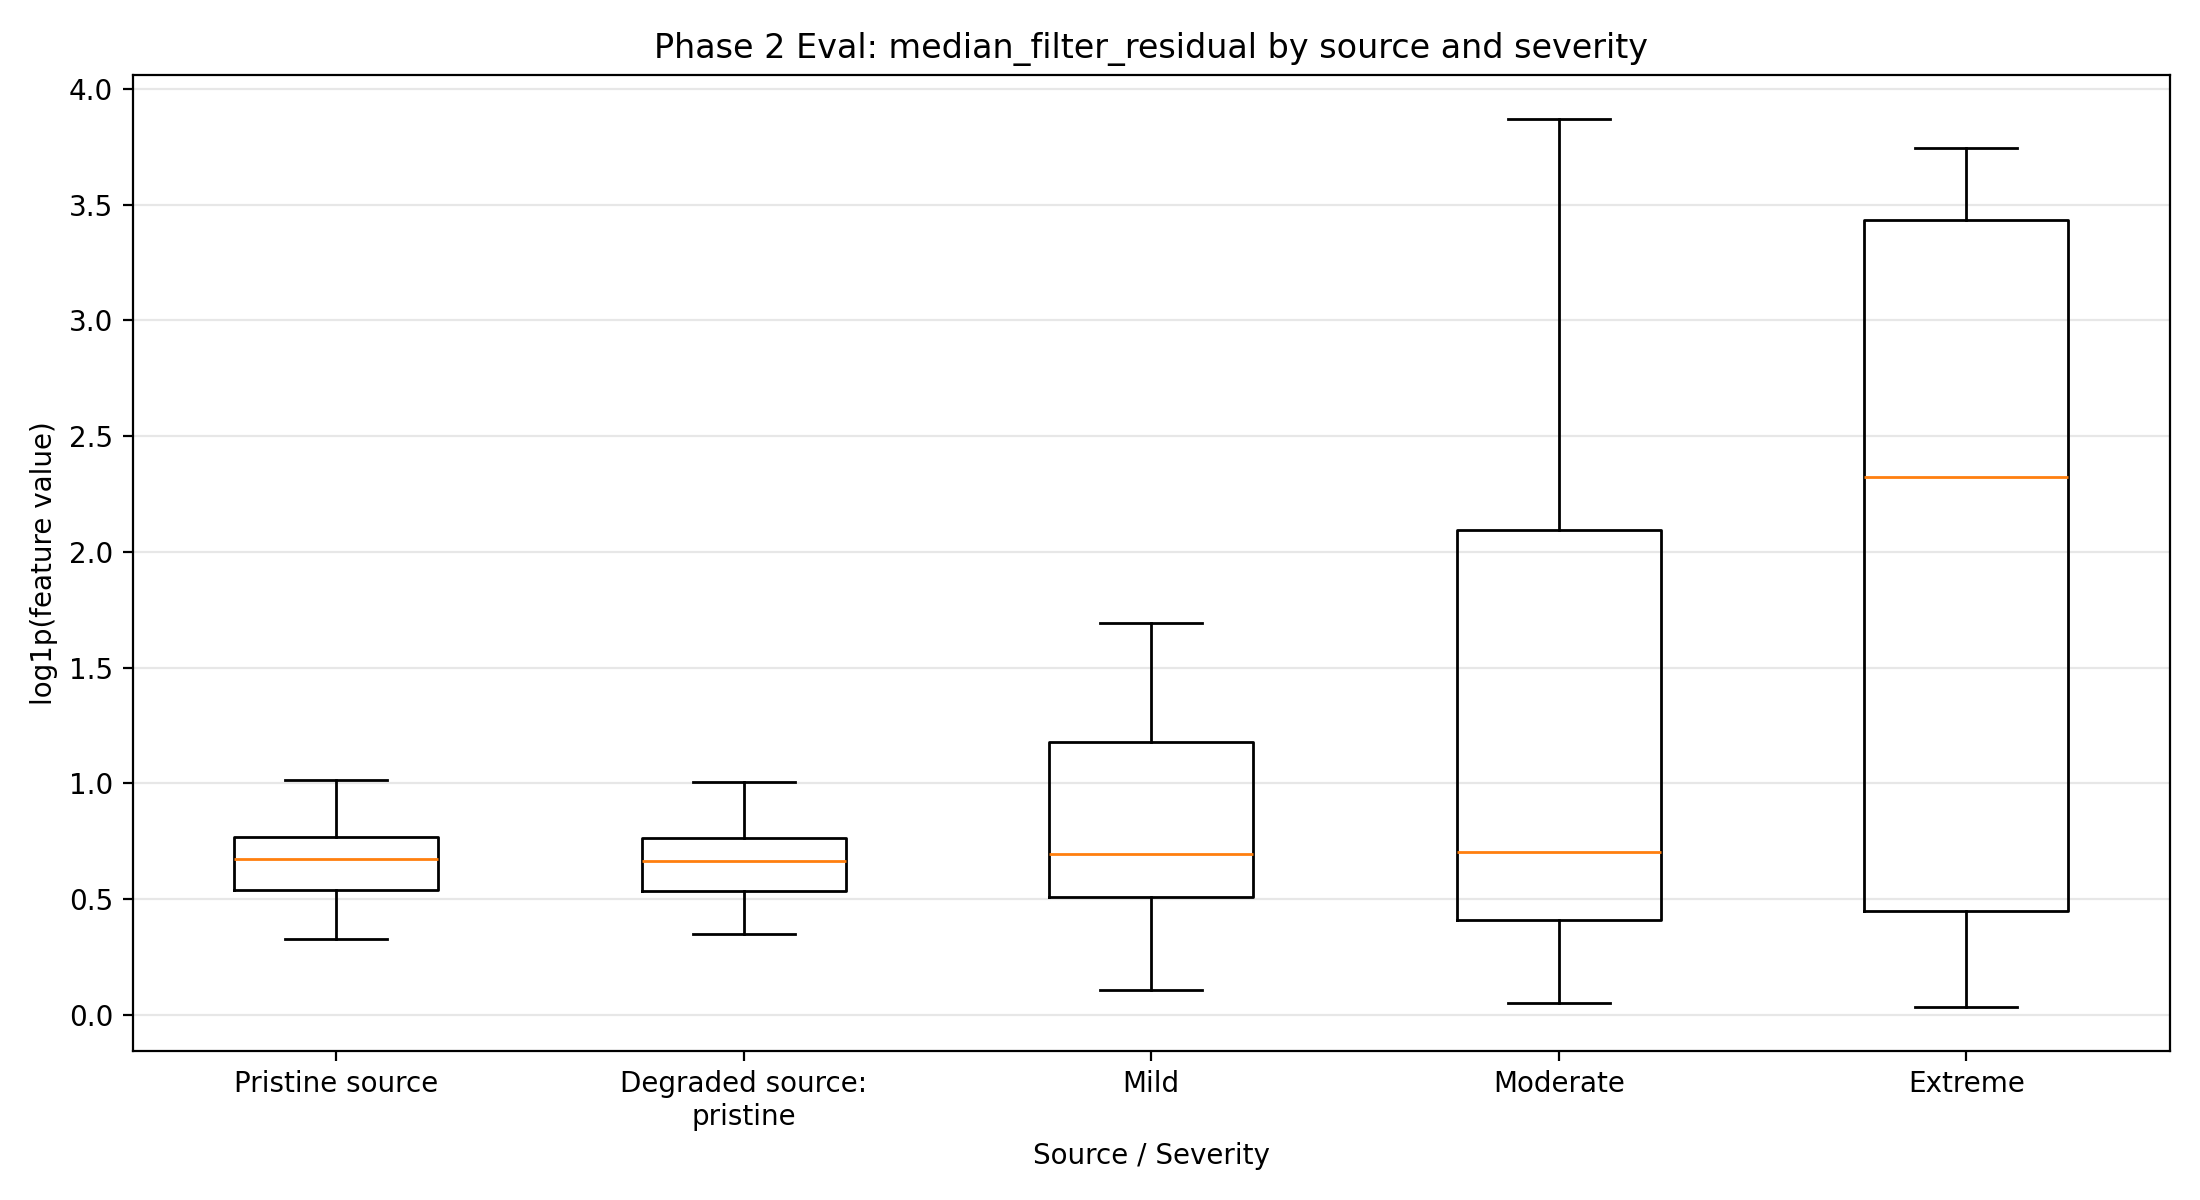 Phase 2 Eval: median_filter_residual by source and severity
log1p(feature value)
4.0
3.5
3.0
2.5
2.0
1.5
1.0
0.5
0.0
Pristine source
Degraded source:
pristine
Mild
Moderate
Extreme
Source / Severity